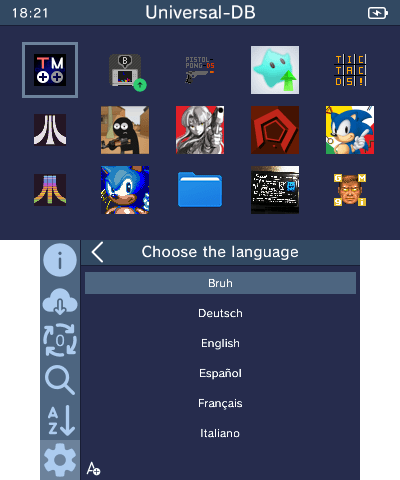 18:21
Universal-DB
TM
B
PISTOL-
PONG DS
TIC
TAC
DS!
Choose the language
Bruh
Deutsch
English
Español
Français
Italiano
0
A
Z
G M
S I